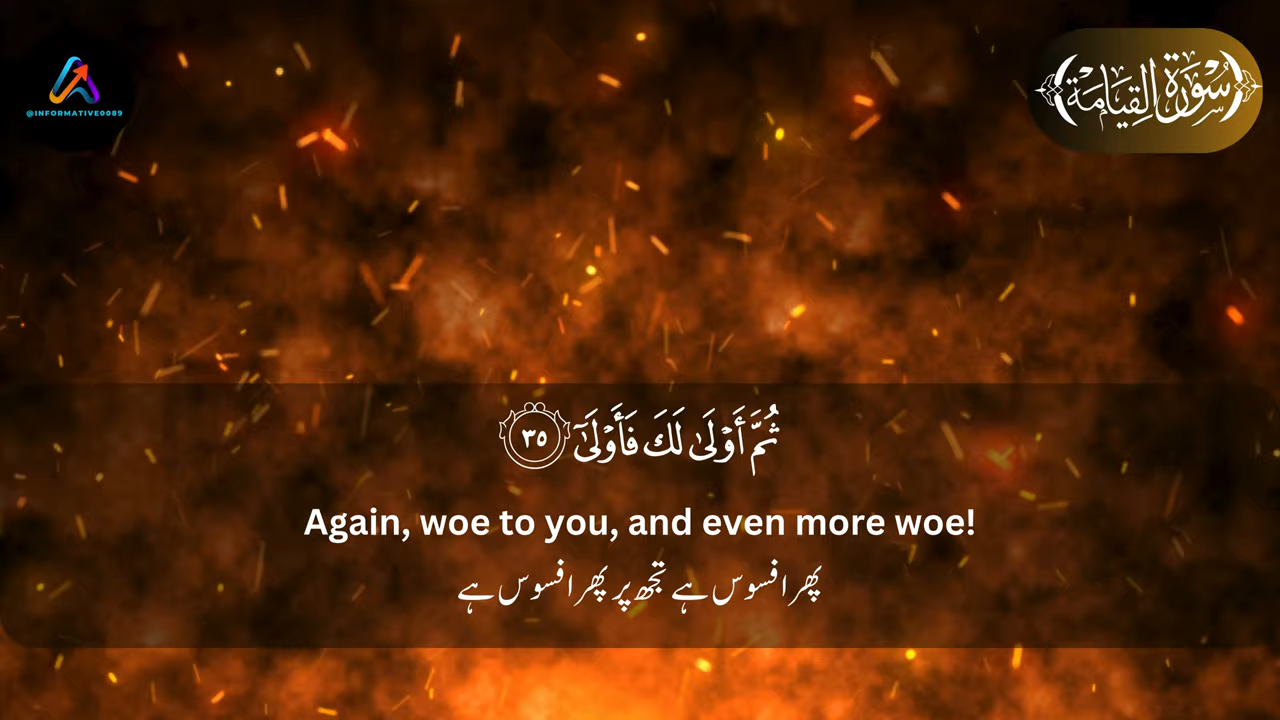 @INFORMATIVE0089
سُورَةُ القِيَامَة
ثُمَّ أَوۡلَىٰ لَكَ فَأَوۡلَىٰٓ ٣٥
Again, woe to you, and even more woe!
پھر افسوس ہے تجھ پر پھر افسوس ہے